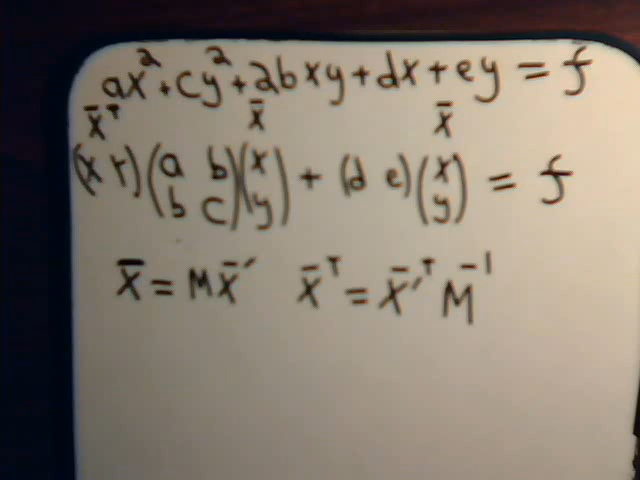 ax² + cy² + 2bxy + dx + ey = f
x̄ᵀ x̄ x̄
(x r) (a b; b c) (x; y) + (d e) (x; y) = f
x̄ = Mx̄′ x̄ᵀ = x̄′ᵀ M⁻¹